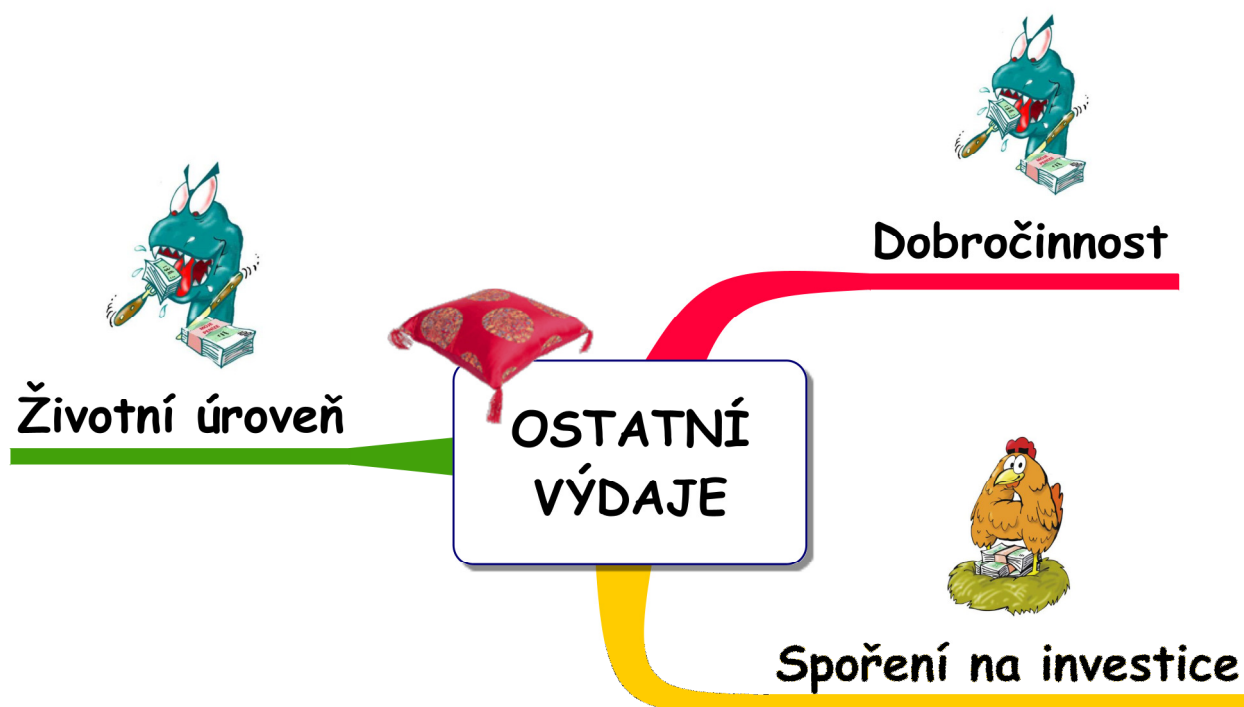 Dobročinnost
Životní úroveň
OSTATNÍ
VÝDAJE
Spoření na investice